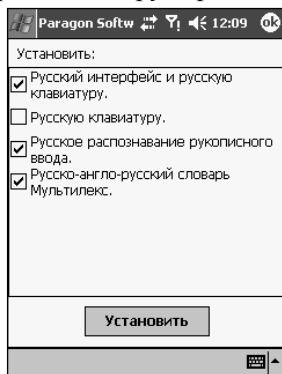 Paragon Softw 12:09 ok
Установить:
Русский интерфейс и русскую
клавиатуру.
Русскую клавиатуру.
Русское распознавание рукописного
ввода.
Русско-англо-русский словарь
Мультилекс.
Установить